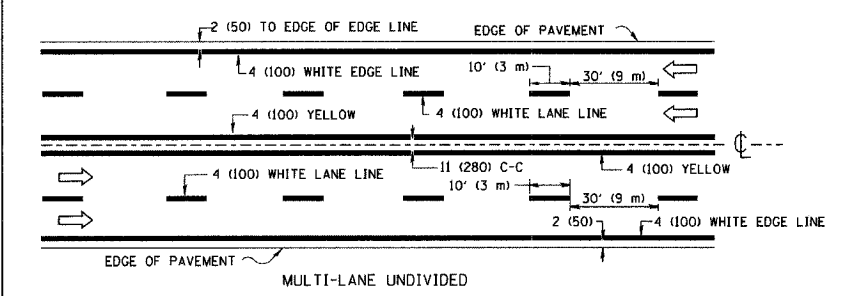 2 (50) TO EDGE OF EDGE LINE
EDGE OF PAVEMENT
4 (100) WHITE EDGE LINE
10' (3 m)
30' (9 m)
4 (100) YELLOW
4 (100) WHITE LANE LINE
℄
4 (100) WHITE LANE LINE
11 (280) C-C
4 (100) YELLOW
10' (3 m)
30' (9 m)
2 (50)
4 (100) WHITE EDGE LINE
EDGE OF PAVEMENT
MULTI-LANE UNDIVIDED